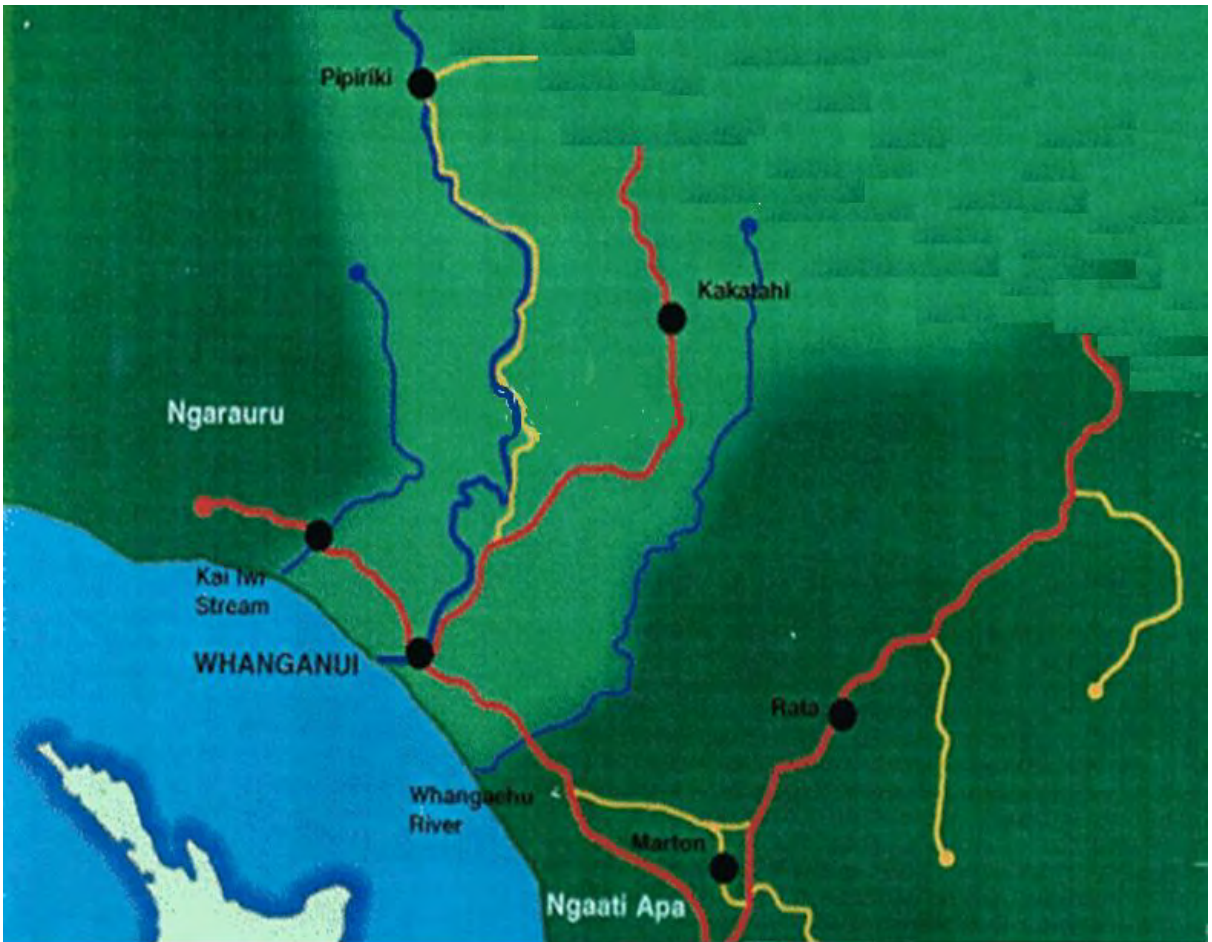 Pipiriki
Kakatahi
Ngarauru
Kai Iwi
Stream
WHANGANUI
Rata
Whangaehu
River
Marton
Ngaati Apa